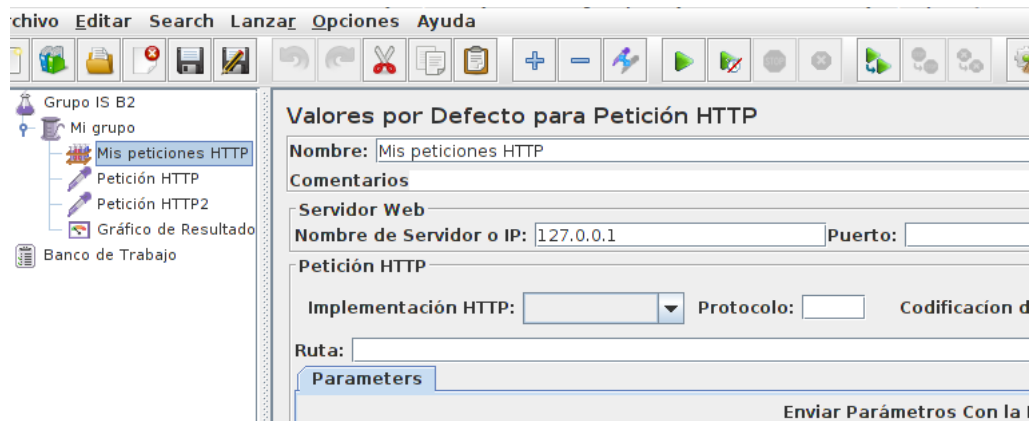 chivo Editar Search Lanzar Opciones Ayuda
Grupo IS B2
Mi grupo
Mis peticiones HTTP
Petición HTTP
Petición HTTP2
Gráfico de Resultado
Banco de Trabajo
Valores por Defecto para Petición HTTP
Nombre: Mis peticiones HTTP
Comentarios
Servidor Web
Nombre de Servidor o IP: 127.0.0.1 Puerto:
Petición HTTP
Implementación HTTP: Protocolo: Codificacíon d
Ruta:
Parameters
Enviar Parámetros Con la